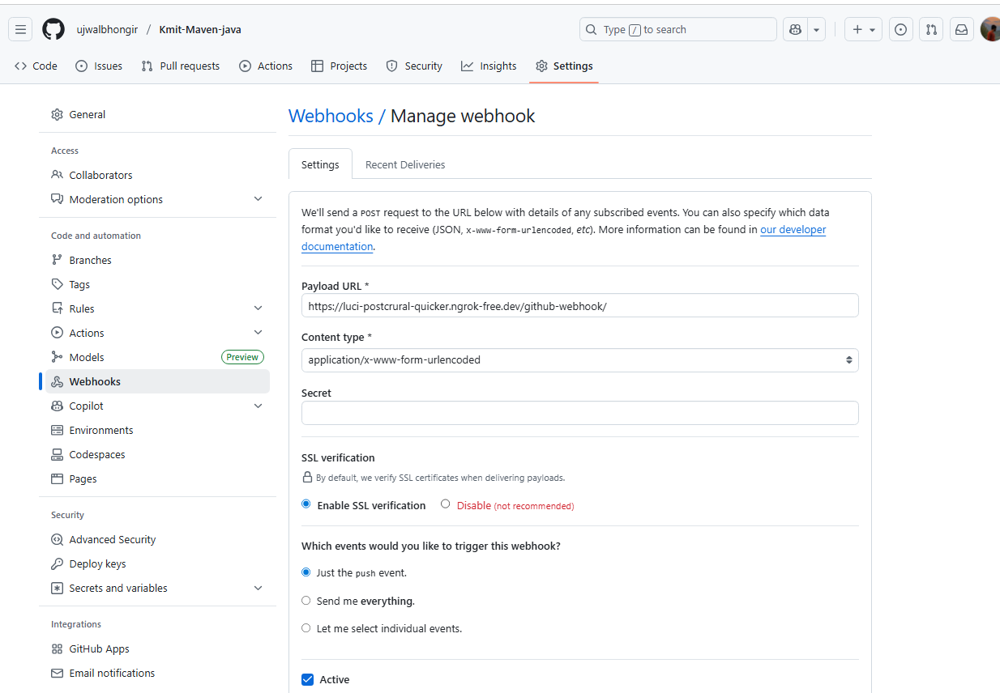 ujwalbhongir / Kmit-Maven-java
Type / to search
Code Issues Pull requests Actions Projects Security Insights Settings
General
Access
Collaborators
Moderation options
Code and automation
Branches
Tags
Rules
Actions
Models Preview
Webhooks
Copilot
Environments
Codespaces
Pages
Security
Advanced Security
Deploy keys
Secrets and variables
Integrations
GitHub Apps
Email notifications
Webhooks / Manage webhook
Settings Recent Deliveries
We'll send a POST request to the URL below with details of any subscribed events. You can also specify which data
format you'd like to receive (JSON, x-www-form-urlencoded, etc). More information can be found in our developer
documentation.
Payload URL *
https://luci-postcrural-quicker.ngrok-free.dev/github-webhook/
Content type *
application/x-www-form-urlencoded
Secret
SSL verification
By default, we verify SSL certificates when delivering payloads.
Enable SSL verification Disable (not recommended)
Which events would you like to trigger this webhook?
Just the push event.
Send me everything.
Let me select individual events.
Active